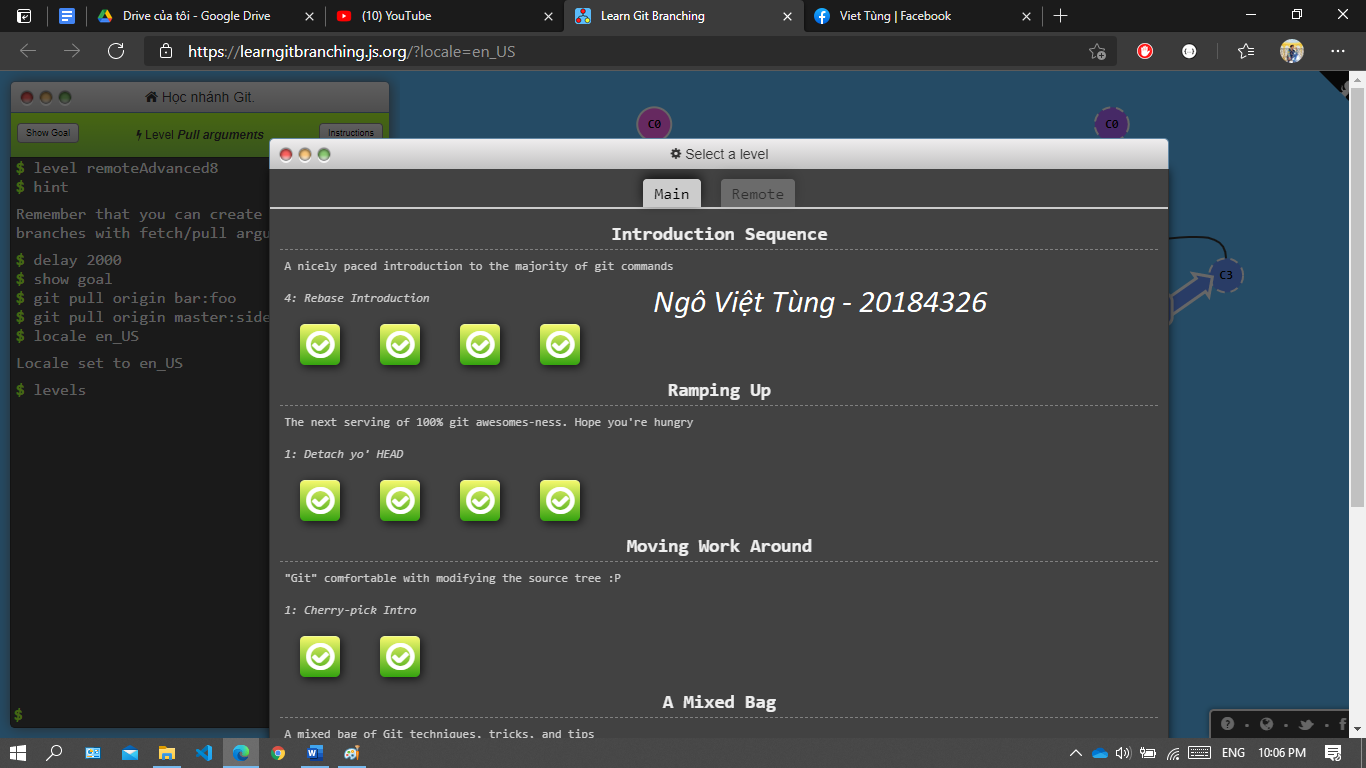 Drive của tôi - Google Drive
(10) YouTube
Learn Git Branching
Viet Tùng | Facebook
https://learngitbranching.js.org/?locale=en_US
Học nhánh Git.
Show Goal
Level Pull arguments
Instructions
$ level remoteAdvanced8
$ hint
Remember that you can create
branches with fetch/pull argu
$ delay 2000
$ show goal
$ git pull origin bar:foo
$ git pull origin master:side
$ locale en_US
Locale set to en_US
$ levels
$
C0
C0
C3
Select a level
Main
Remote
Introduction Sequence
A nicely paced introduction to the majority of git commands
4: Rebase Introduction
Ngô Việt Tùng - 20184326
Ramping Up
The next serving of 100% git awesomes-ness. Hope you're hungry
1: Detach yo' HEAD
Moving Work Around
"Git" comfortable with modifying the source tree :P
1: Cherry-pick Intro
A Mixed Bag
A mixed bag of Git techniques, tricks, and tips
ENG
10:06 PM